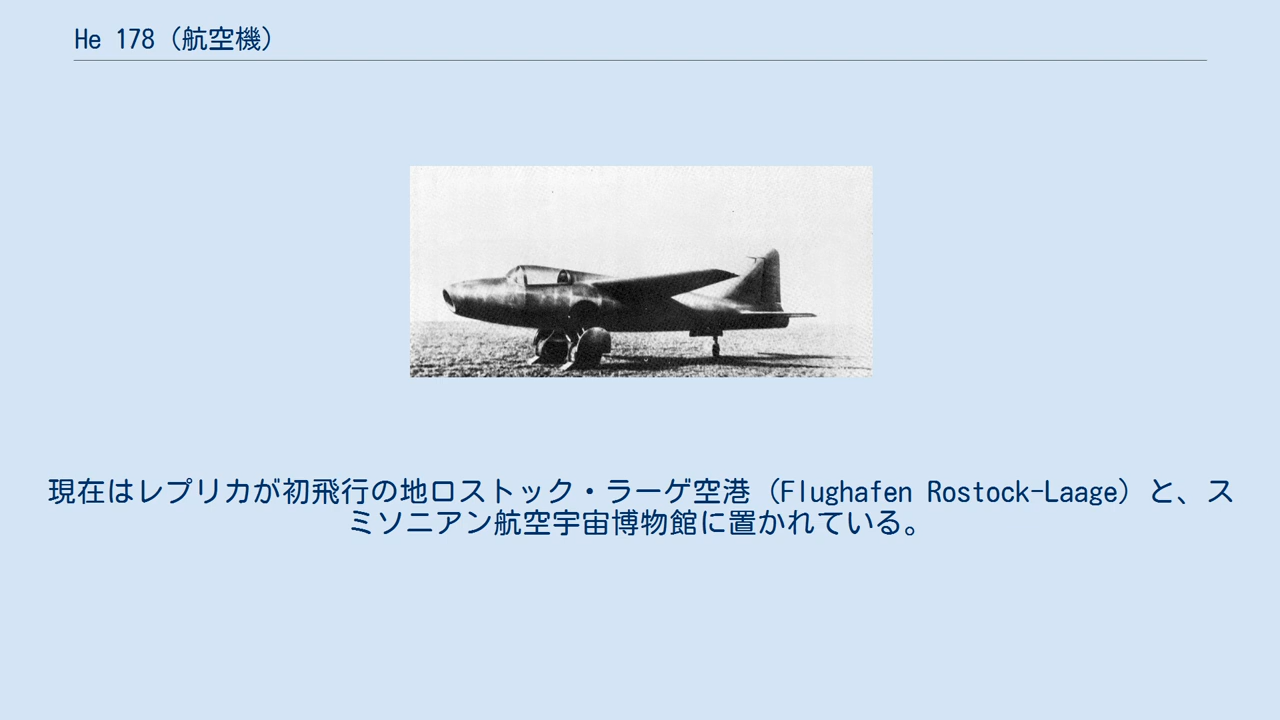 He 178（航空機）
現在はレプリカが初飛行の地ロストック・ラーゲ空港（Flughafen Rostock-Laage）と、ス
ミソニアン航空宇宙博物館に置かれている。